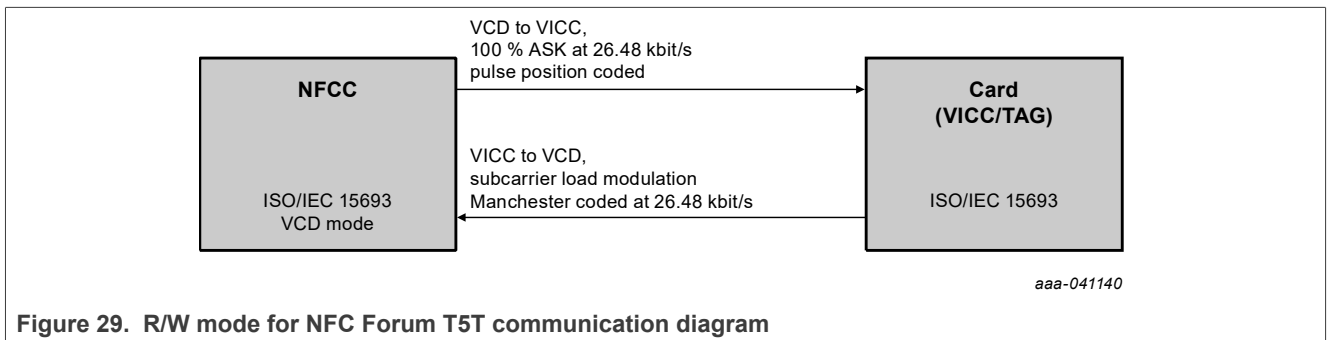 VCD to VICC,
100 % ASK at 26.48 kbit/s
pulse position coded
NFCC
Card
(VICC/TAG)
VICC to VCD,
subcarrier load modulation
Manchester coded at 26.48 kbit/s
ISO/IEC 15693
VCD mode
ISO/IEC 15693
aaa-041140
Figure 29. R/W mode for NFC Forum T5T communication diagram